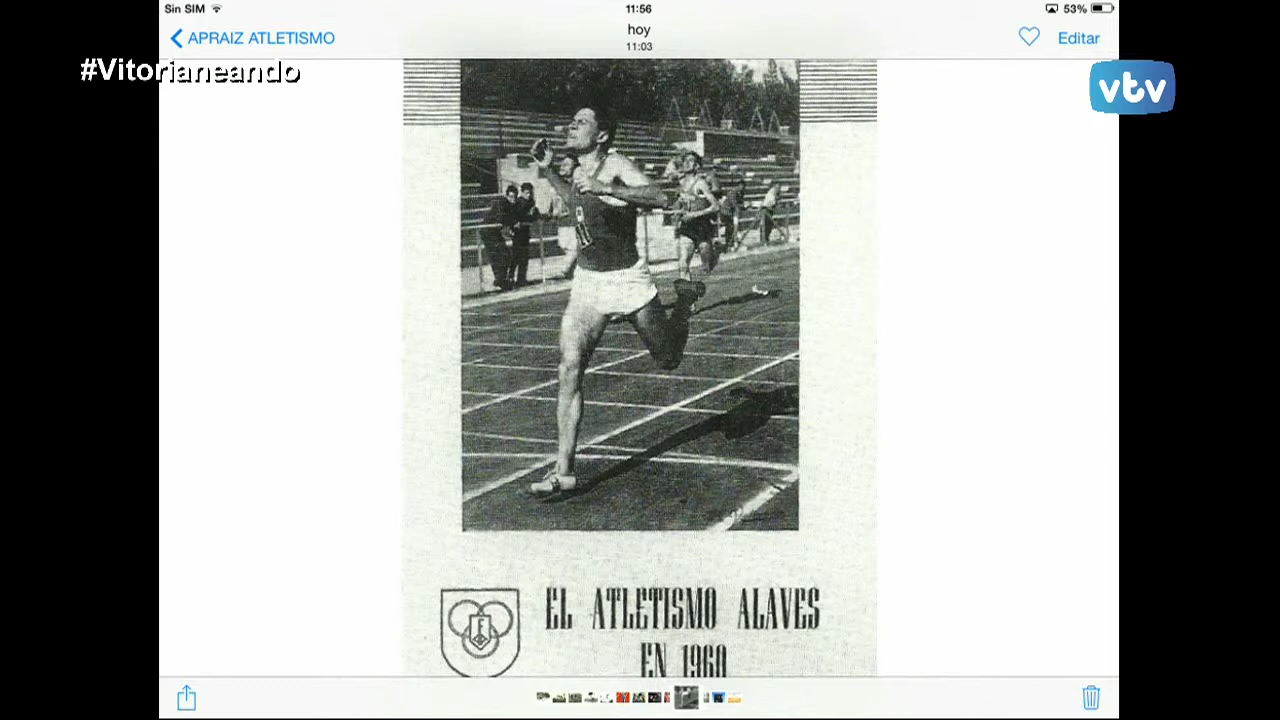 Sin SIM
11:56
53%
APRAIZ ATLETISMO
hoy
11:03
Editar
#Vitorianeando
vtv
EL ATLETISMO ALAVES
EN 1960